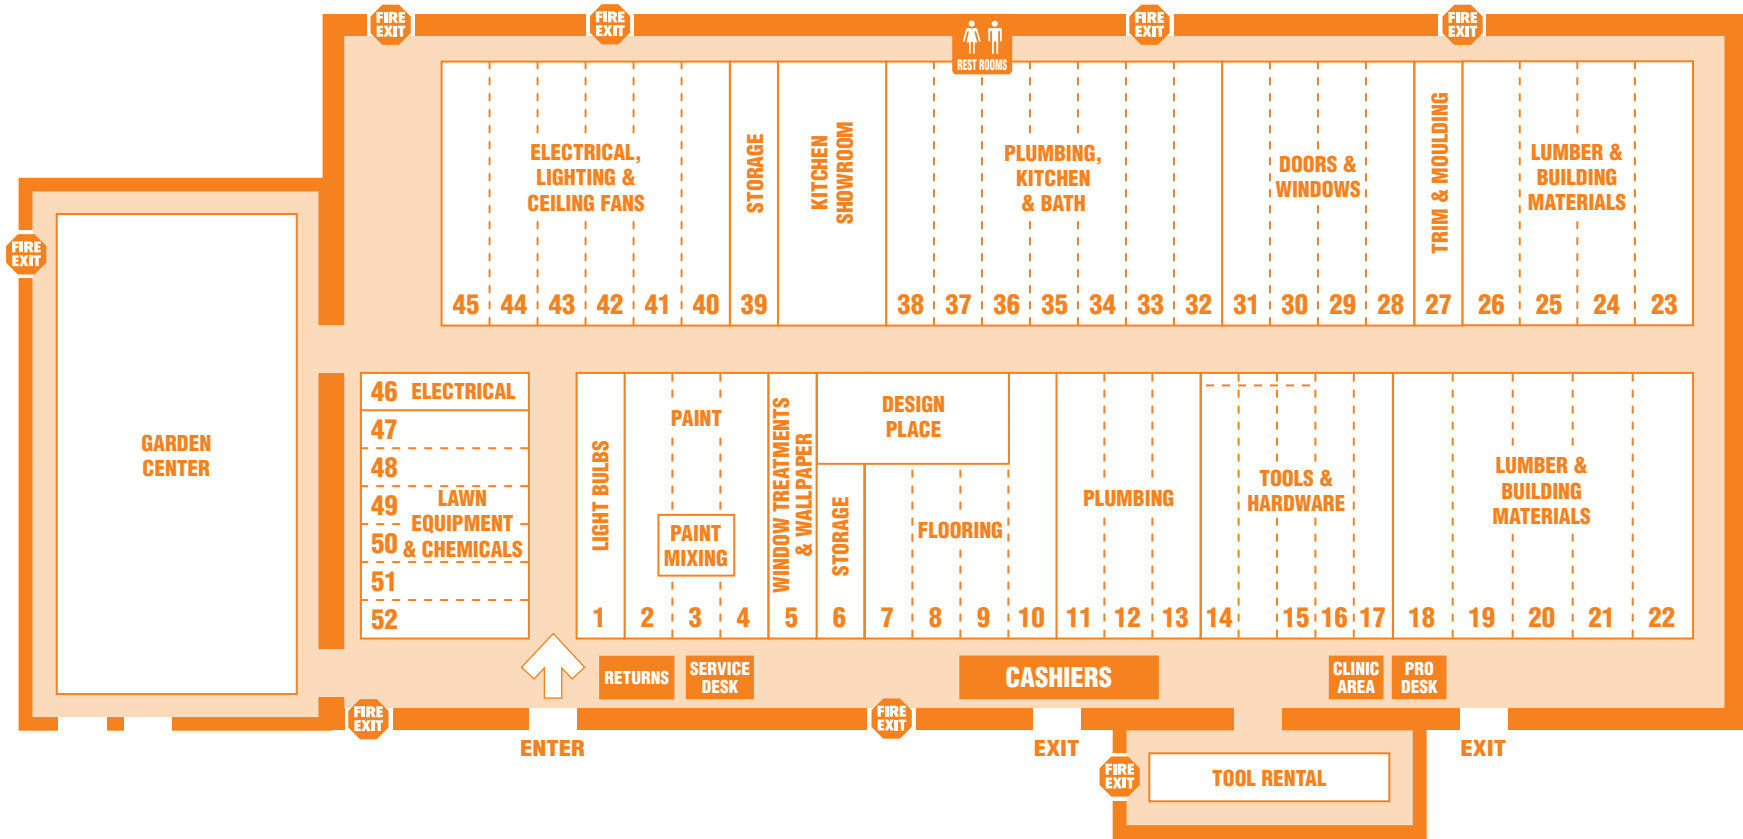 FIRE
EXIT
FIRE
EXIT
FIRE
EXIT
FIRE
EXIT
REST ROOMS
ELECTRICAL,
LIGHTING &
CEILING FANS
STORAGE
KITCHEN
SHOWROOM
PLUMBING,
KITCHEN
& BATH
DOORS &
WINDOWS
TRIM & MOULDING
LUMBER &
BUILDING
MATERIALS
45 44 43 42 41 40 39 38 37 36 35 34 33 32 31 30 29 28 27 26 25 24 23
FIRE
EXIT
GARDEN
CENTER
46 ELECTRICAL
47
48
49
50
51
52
LAWN
EQUIPMENT
& CHEMICALS
LIGHT BULBS
PAINT
PAINT
MIXING
WINDOW TREATMENTS
& WALLPAPER
DESIGN
PLACE
STORAGE
FLOORING
PLUMBING
TOOLS &
HARDWARE
LUMBER &
BUILDING
MATERIALS
1 2 3 4 5 6 7 8 9 10 11 12 13 14 15 16 17 18 19 20 21 22
RETURNS
SERVICE
DESK
CASHIERS
CLINIC
AREA
PRO
DESK
FIRE
EXIT
FIRE
EXIT
ENTER
EXIT
EXIT
FIRE
EXIT
TOOL RENTAL